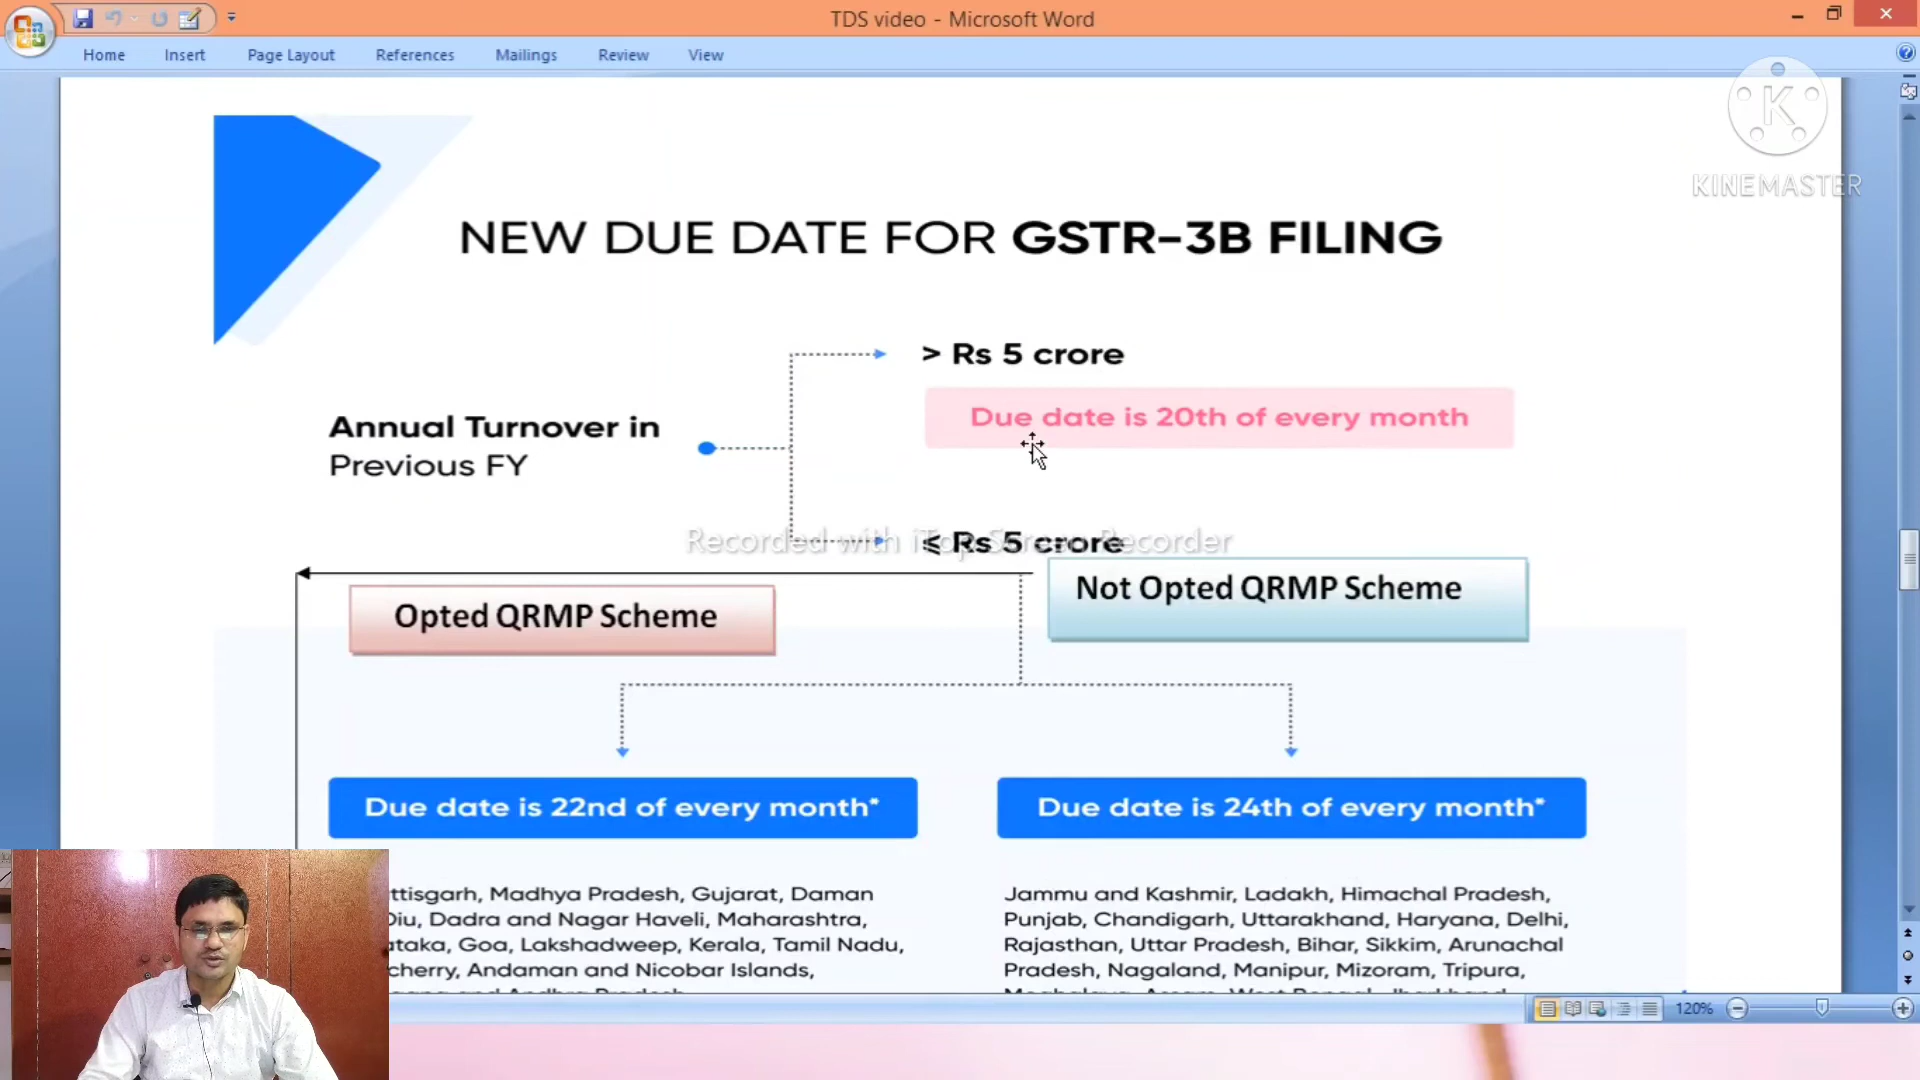 TDS video - Microsoft Word
Home Insert Page Layout References Mailings Review View
K
KINEMASTER
NEW DUE DATE FOR GSTR-3B FILING
> Rs 5 crore
Due date is 20th of every month
Annual Turnover in
Previous FY
≤ Rs 5 crore
Recorded with iTop Screen Recorder
Opted QRMP Scheme
Not Opted QRMP Scheme
Due date is 22nd of every month*
Due date is 24th of every month*
ttisgarh, Madhya Pradesh, Gujarat, Daman
Diu, Dadra and Nagar Haveli, Maharashtra,
ataka, Goa, Lakshadweep, Kerala, Tamil Nadu,
cherry, Andaman and Nicobar Islands,
Jammu and Kashmir, Ladakh, Himachal Pradesh,
Punjab, Chandigarh, Uttarakhand, Haryana, Delhi,
Rajasthan, Uttar Pradesh, Bihar, Sikkim, Arunachal
Pradesh, Nagaland, Manipur, Mizoram, Tripura,
120%